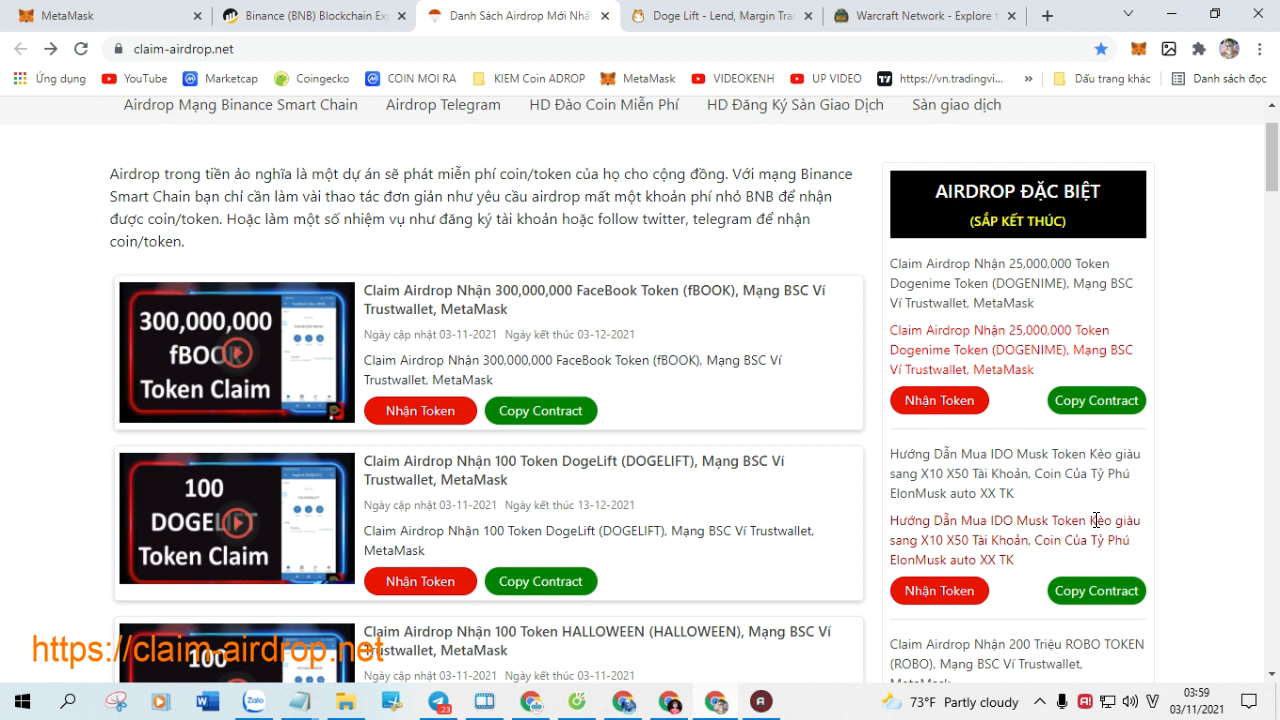 MetaMask
Binance (BNB) Blockchain Exp
Danh Sách Airdrop Mới Nhất
Doge Lift - Lend, Margin Trad
Warcraft Network - Explore t
claim-airdrop.net
Ứng dụng
YouTube
Marketcap
Coingecko
COIN MOI RA
KIEM Coin ADROP
MetaMask
VIDEOKENH
UP VIDEO
https://vn.tradingvi...
»
Dấu trang khác
Danh sách đọc
Airdrop Mạng Binance Smart Chain
Airdrop Telegram
HD Đào Coin Miễn Phí
HD Đăng Ký Sàn Giao Dịch
Sàn giao dịch
Airdrop trong tiền ảo nghĩa là một dự án sẽ phát miễn phí coin/token của họ cho cộng đồng. Với mạng Binance
Smart Chain bạn chỉ cần làm vài thao tác đơn giản như yêu cầu airdrop mất một khoản phí nhỏ BNB để nhận
được coin/token. Hoặc làm một số nhiệm vụ như đăng ký tài khoản hoặc follow twitter, telegram để nhận
coin/token.
300,000,000
fBOOK
Token Claim
Claim Airdrop Nhận 300,000,000 FaceBook Token (fBOOK), Mạng BSC Ví
Trustwallet, MetaMask
Ngày cập nhật 03-11-2021 Ngày kết thúc 03-12-2021
Claim Airdrop Nhận 300,000,000 FaceBook Token (fBOOK), Mạng BSC Ví
Trustwallet, MetaMask
Nhận Token
Copy Contract
100
DOGELIFT
Token Claim
Claim Airdrop Nhận 100 Token DogeLift (DOGELIFT), Mạng BSC Ví
Trustwallet, MetaMask
Ngày cập nhật 03-11-2021 Ngày kết thúc 13-12-2021
Claim Airdrop Nhận 100 Token DogeLift (DOGELIFT), Mạng BSC Ví Trustwallet,
MetaMask
Nhận Token
Copy Contract
100
Claim Airdrop Nhận 100 Token HALLOWEEN (HALLOWEEN), Mạng BSC Ví
Trustwallet, MetaMask
Ngày cập nhật 03-11-2021 Ngày kết thúc 03-11-2021
AIRDROP ĐẶC BIỆT
(SẮP KẾT THÚC)
Claim Airdrop Nhận 25,000,000 Token
Dogenime Token (DOGENIME), Mạng BSC
Ví Trustwallet, MetaMask
Claim Airdrop Nhận 25,000,000 Token
Dogenime Token (DOGENIME), Mạng BSC
Ví Trustwallet, MetaMask
Nhận Token
Copy Contract
Hướng Dẫn Mua IDO Musk Token Kèo giàu
sang X10 X50 Tài Khoản, Coin Của Tỷ Phú
ElonMusk auto XX TK
Hướng Dẫn Mua IDO Musk Token Kèo giàu
sang X10 X50 Tài Khoản, Coin Của Tỷ Phú
ElonMusk auto XX TK
Nhận Token
Copy Contract
Claim Airdrop Nhận 200 Triệu ROBO TOKEN
(ROBO), Mạng BSC Ví Trustwallet,
https://claim-airdrop.net
Zalo
23
73°F Partly cloudy
03:59
03/11/2021